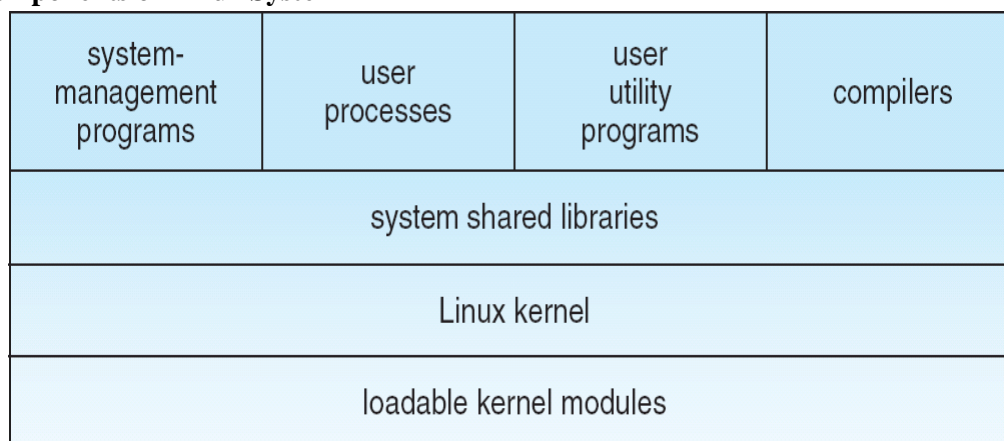 system-
management
programs
user
processes
user
utility
programs
compilers
system shared libraries
Linux kernel
loadable kernel modules